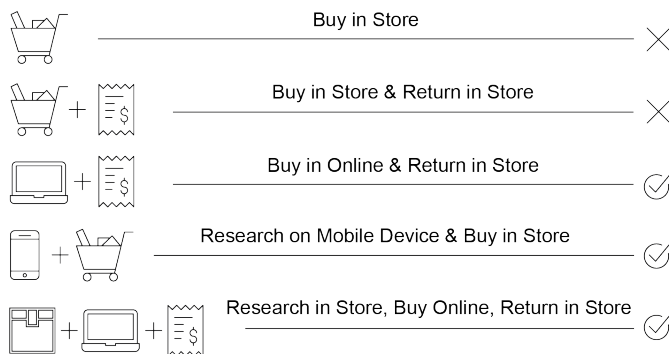 Buy in Store
Buy in Store & Return in Store
$
Buy in Online & Return in Store
$
Research on Mobile Device & Buy in Store
Research in Store, Buy Online, Return in Store
$